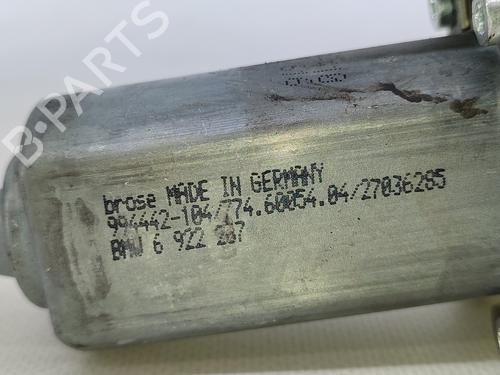 B-PARTS
brose MADE IN GERMANY
994442-104/774.60054.04/27036285
BMW 6 922 207